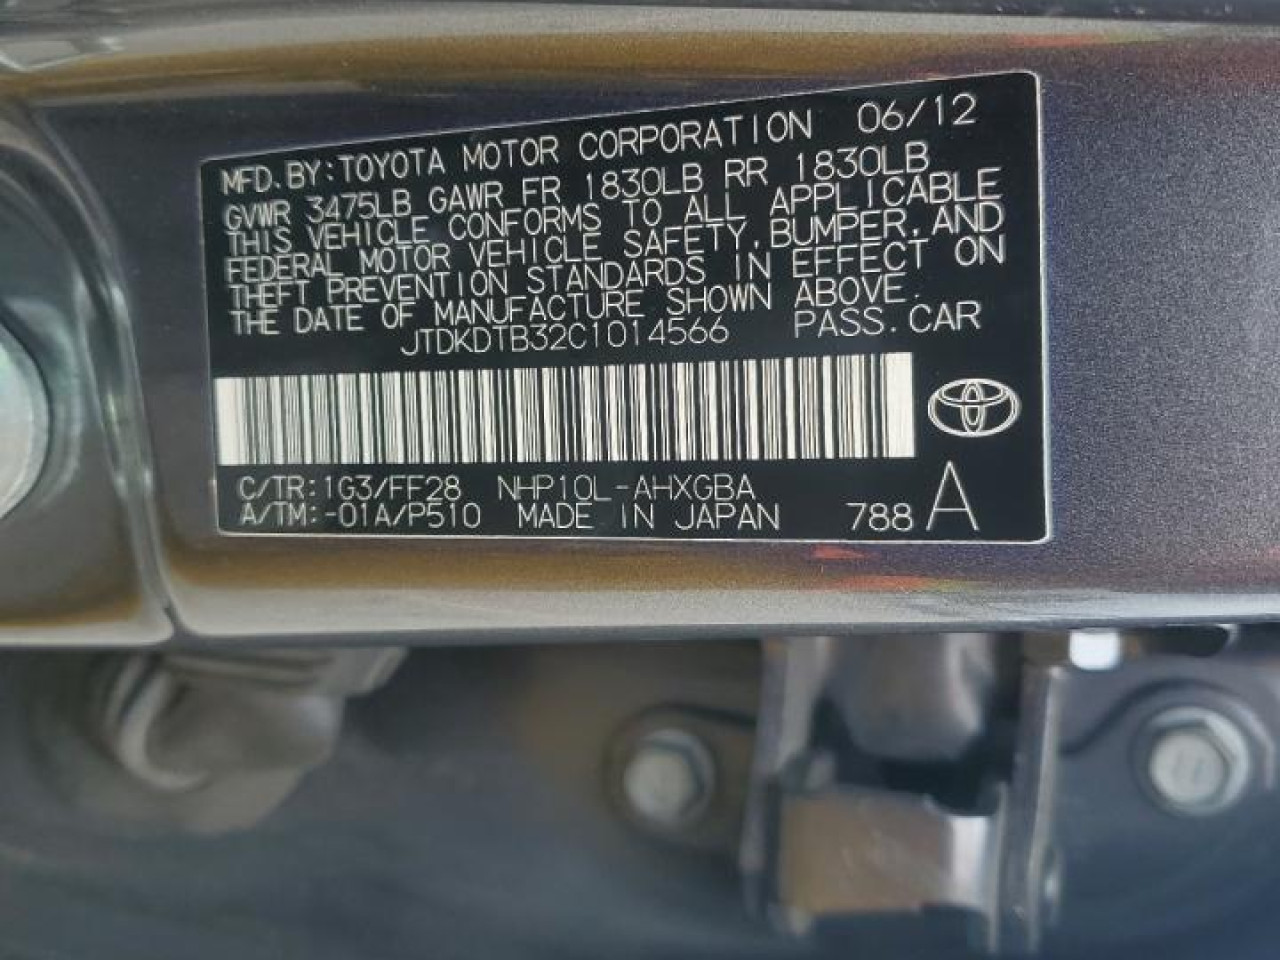 MFD. BY: TOYOTA MOTOR CORPORATION 06/12
GVWR 3475LB GAWR FR 1830LB RR 1830LB
THIS VEHICLE CONFORMS TO ALL APPLICABLE
FEDERAL MOTOR VEHICLE SAFETY, BUMPER, AND
THEFT PREVENTION STANDARDS IN EFFECT ON
THE DATE OF MANUFACTURE SHOWN ABOVE.
JTDKDTB32C1014566 PASS. CAR
C/TR: 1G3/FF28 NHP10L-AHXGBA
A/TM: -01A/P510 MADE IN JAPAN 788 A